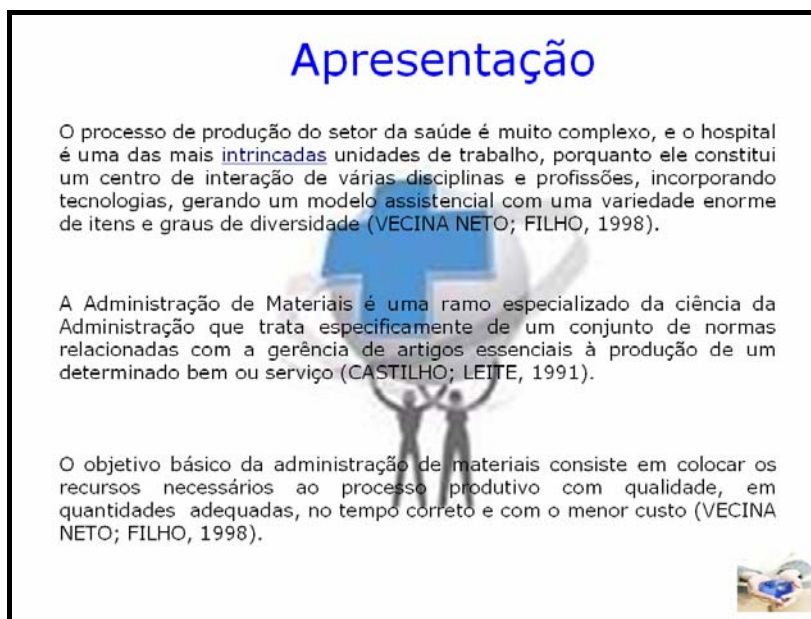 Apresentação
O processo de produção do setor da saúde é muito complexo, e o hospital
é uma das mais intrincadas unidades de trabalho, porquanto ele constitui
um centro de interação de várias disciplinas e profissões, incorporando
tecnologias, gerando um modelo assistencial com uma variedade enorme
de itens e graus de diversidade (VECINA NETO; FILHO, 1998).
A Administração de Materiais é uma ramo especializado da ciência da
Administração que trata especificamente de um conjunto de normas
relacionadas com a gerência de artigos essenciais à produção de um
determinado bem ou serviço (CASTILHO; LEITE, 1991).
O objetivo básico da administração de materiais consiste em colocar os
recursos necessários ao processo produtivo com qualidade, em
quantidades adequadas, no tempo correto e com o menor custo (VECINA
NETO; FILHO, 1998).